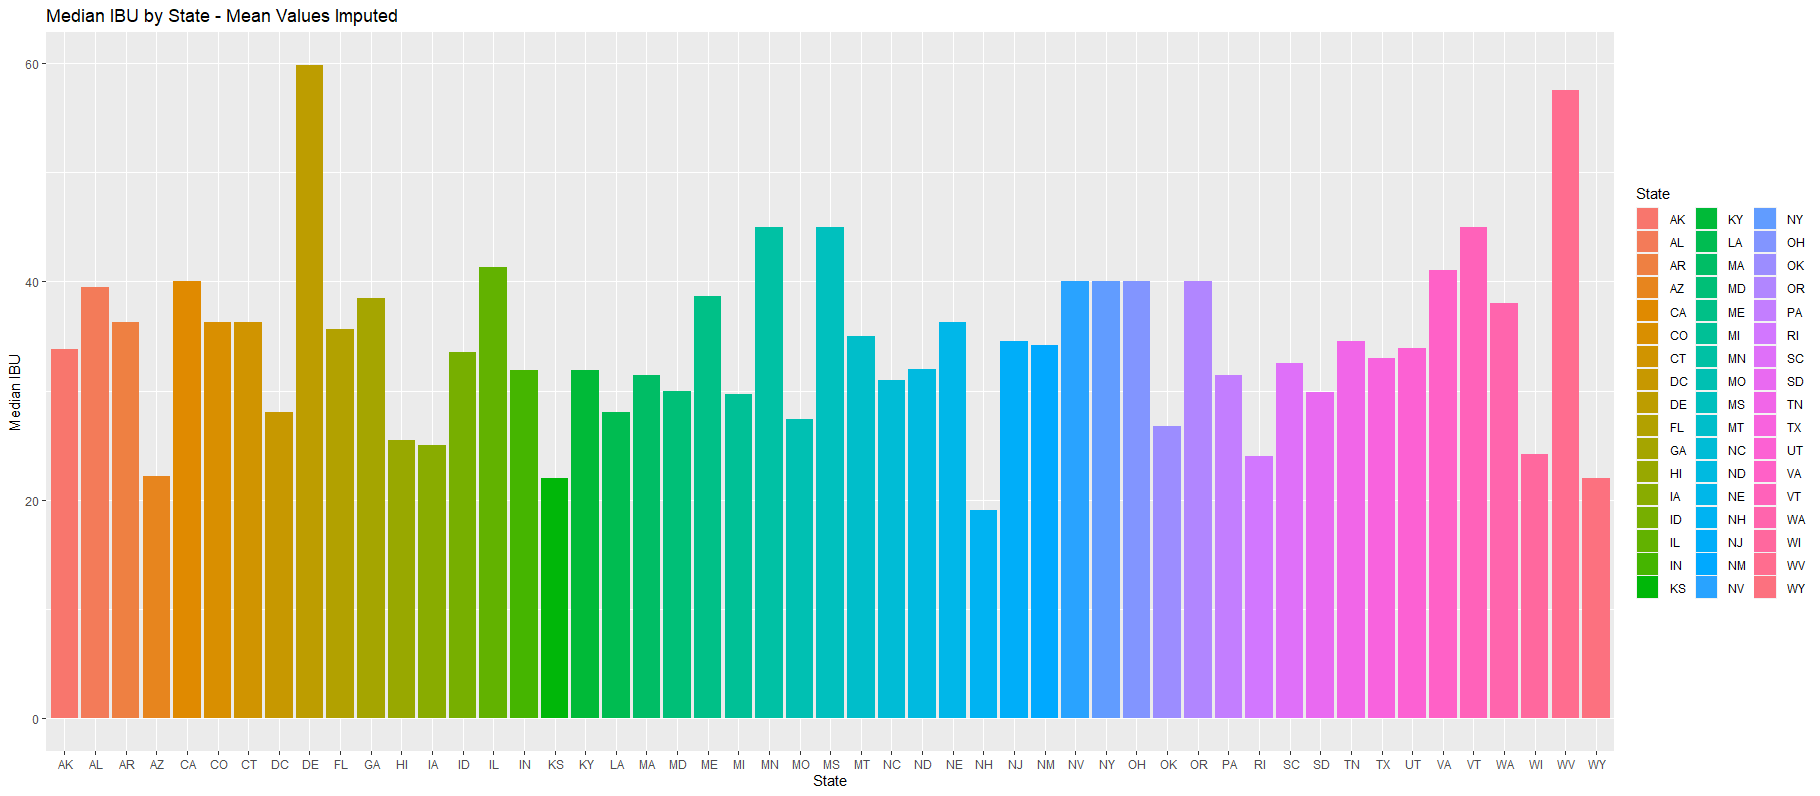 Median IBU by State - Mean Values Imputed
Median IBU
60
40
20
0
AK AL AR AZ CA CO CT DC DE FL GA HI IA ID IL IN KS KY LA MA MD ME MI MN MO MS MT NC ND NE NH NJ NM NV NY OH OK OR PA RI SC SD TN TX UT VA VT WA WI WV WY
State
State
AK KY NY
AL LA OH
AR MA OK
AZ MD OR
CA ME PA
CO MI RI
CT MN SC
DC MO SD
DE MS TN
FL MT TX
GA NC UT
HI ND VA
IA NE VT
ID NH WA
IL NJ WI
IN NM WV
KS NV WY